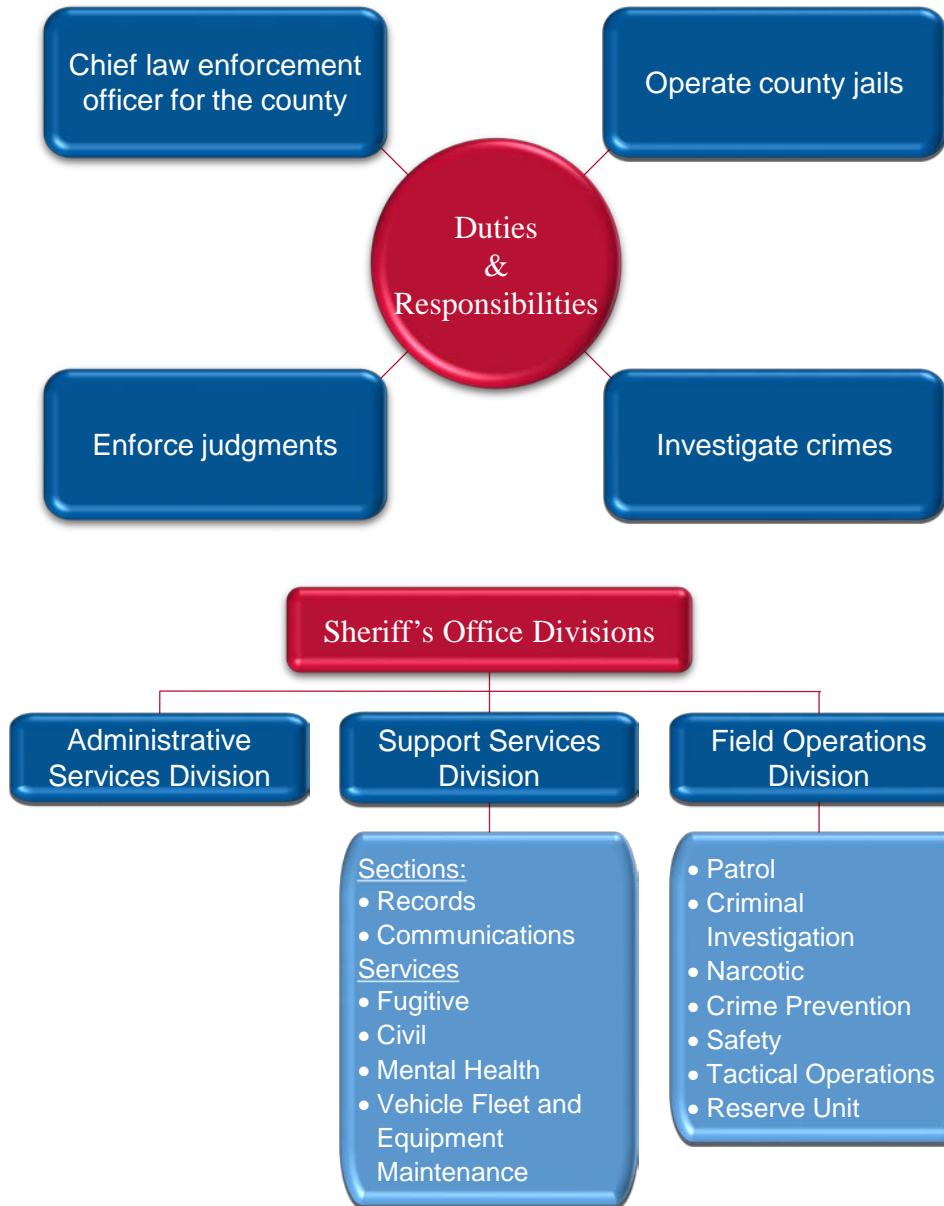 Chief law enforcement
officer for the county
Operate county jails
Duties
&
Responsibilities
Enforce judgments
Investigate crimes
Sheriff’s Office Divisions
Administrative
Services Division
Support Services
Division
Field Operations
Division
Sections:
• Records
• Communications
Services
• Fugitive
• Civil
• Mental Health
• Vehicle Fleet and
Equipment
Maintenance
• Patrol
• Criminal
Investigation
• Narcotic
• Crime Prevention
• Safety
• Tactical Operations
• Reserve Unit